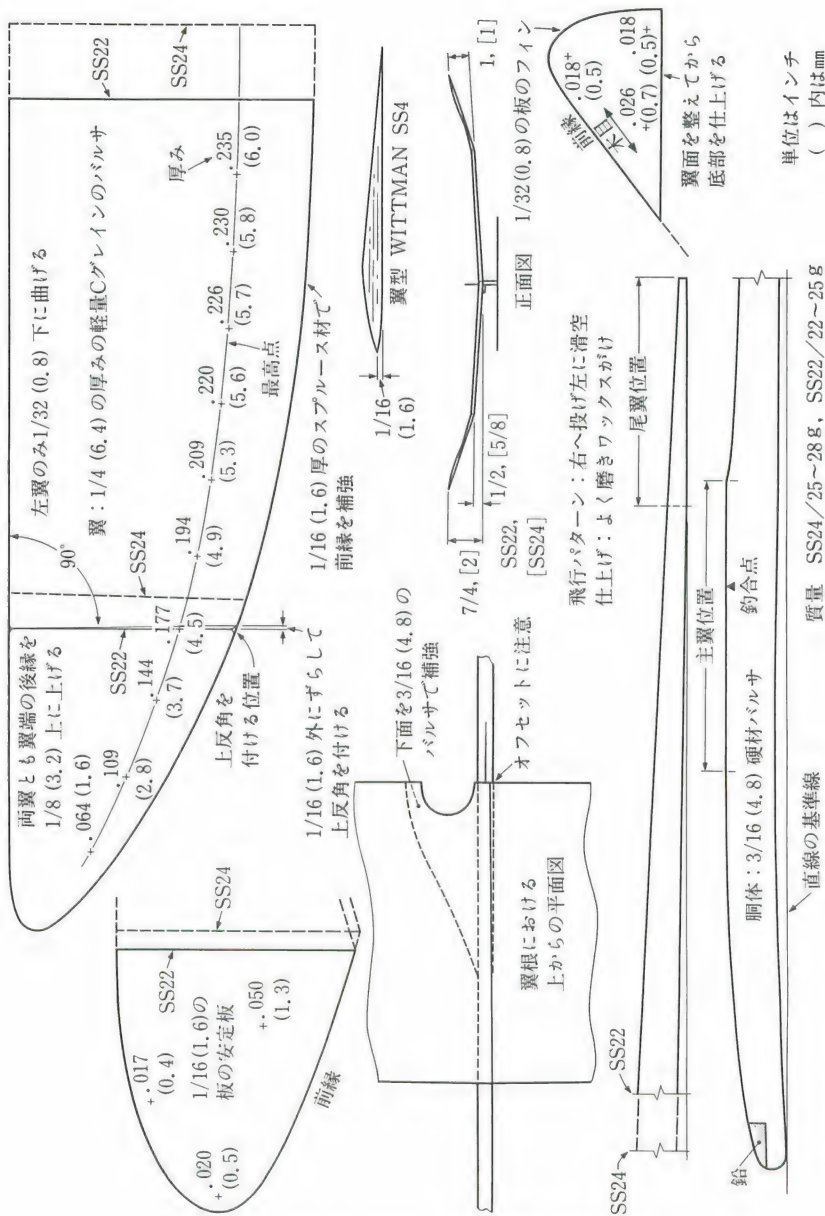 両翼とも翼端の後縁を
1/8 (3.2) 上に上げる
.064 (1.6)
.109
(2.8)
.144
(3.7)
.177
(4.5)
.194
(4.9)
.209
(5.3)
.220
(5.6)
.226
(5.7)
.230
(5.8)
.235
(6.0)
厚み
最高点
SS22
SS24
90°
SS24
SS22
SS24
左翼のみ1/32 (0.8) 下に曲げる
翼：1/4 (6.4) の厚みの軽量Cグレインのバルサ
上反角を
付ける位置
1/16 (1.6) 外にずらして
上反角を付ける
1/16 (1.6) 厚のスプルース材で
前縁を補強
SS24
SS22
.017
(0.4)
1/16 (1.6)の
板の安定板
.050
(1.3)
.020
(0.5)
前縁
1/16
(1.6)
翼型 WITTMAN SS4
7/4, [2]
1/2, [5/8]
1, [1]
SS22,
[SS24]
正面図
1/32(0.8)の板のフィン
.018
(0.5)
前縁
木目
.026
(0.7)
.018
(0.5)
翼面を整えてから
底部を仕上げる
飛行パターン：右へ投げ左に滑空
仕上げ：よく磨きワックスがけ
下面を3/16 (4.8) の
バルサで補強
オフセットに注意
翼根における
上からの平面図
SS24
SS22
尾翼位置
主翼位置
釣合点
胴体：3/16 (4.8) 硬材バルサ
鉛
直線の基準線
質量 SS24/25～28g, SS22/22～25g
単位はインチ
( ) 内は㎜